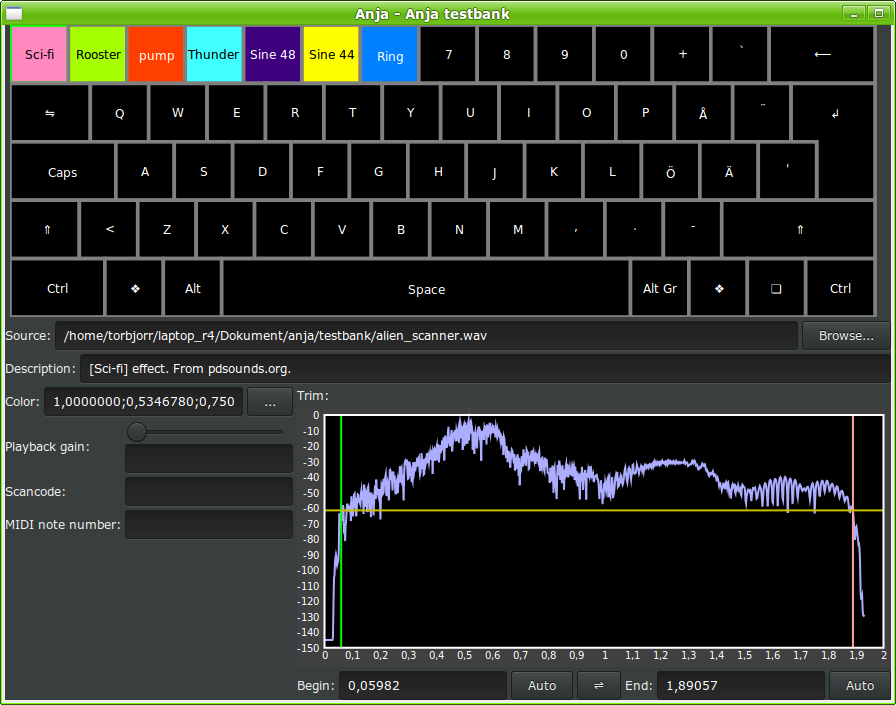 Anja – Anja testbank
Sci-fi Rooster pump Thunder Sine 48 Sine 44 Ring 7 8 9 0 + ` ←
⇋ Q W E R T Y U I O P Å ¨ ↲
Caps A S D F G H J K L Ö Ä '
⇑ < Z X C V B N M , . - ⇑
Ctrl ❖ Alt Space Alt Gr ❖ ❏ Ctrl
Source: /home/torbjorr/laptop_r4/Dokument/anja/testbank/alien_scanner.wav Browse...
Description: [Sci-fi] effect. From pdsounds.org.
Color: 1,0000000;0,5346780;0,750 ...
Playback gain:
Scancode:
MIDI note number:
Trim:
0
-10
-20
-30
-40
-50
-60
-70
-80
-90
-100
-110
-120
-130
-140
-150
0 0,1 0,2 0,3 0,4 0,5 0,6 0,7 0,8 0,9 1 1,1 1,2 1,3 1,4 1,5 1,6 1,7 1,8 1,9 2
Begin: 0,05982 Auto ⇌ End: 1,89057 Auto